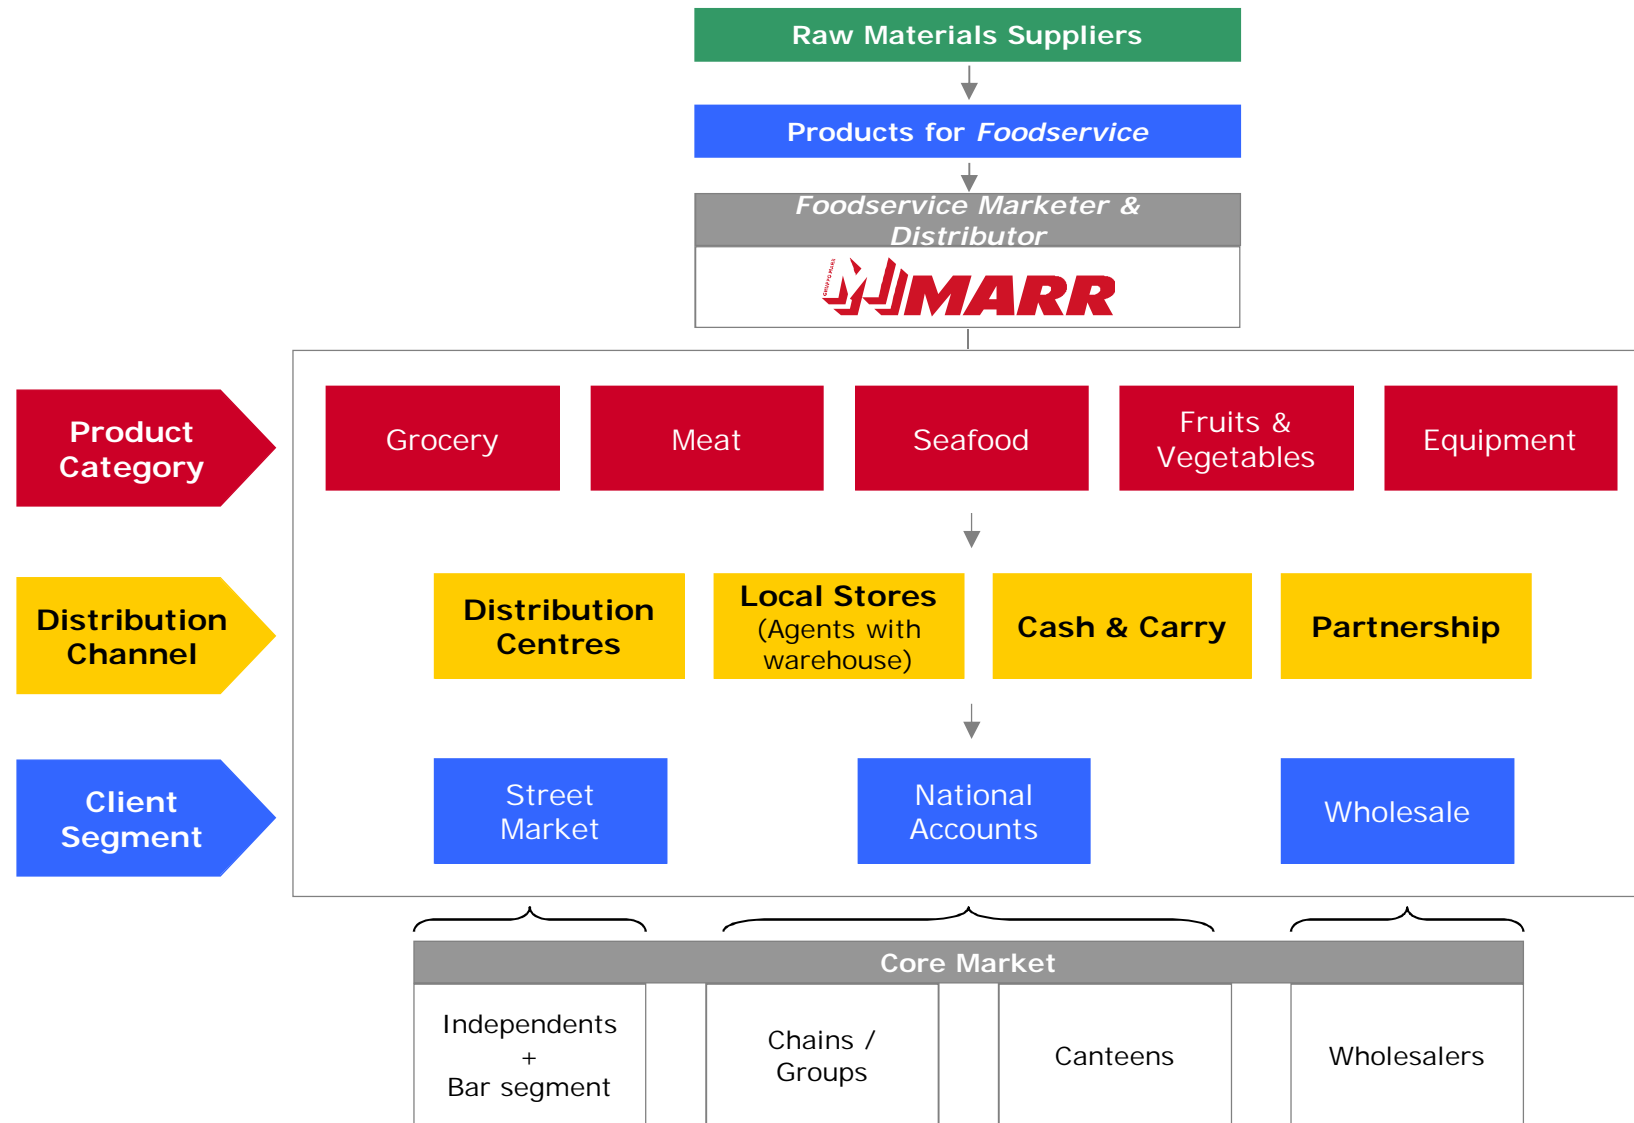 Raw Materials Suppliers
Products for Foodservice
Foodservice Marketer &
Distributor
GRUPPO MARR
MARR
Product
Category
Grocery
Meat
Seafood
Fruits &
Vegetables
Equipment
Distribution
Channel
Distribution
Centres
Local Stores
(Agents with
warehouse)
Cash & Carry
Partnership
Client
Segment
Street
Market
National
Accounts
Wholesale
Core Market
Independents
+
Bar segment
Chains /
Groups
Canteens
Wholesalers